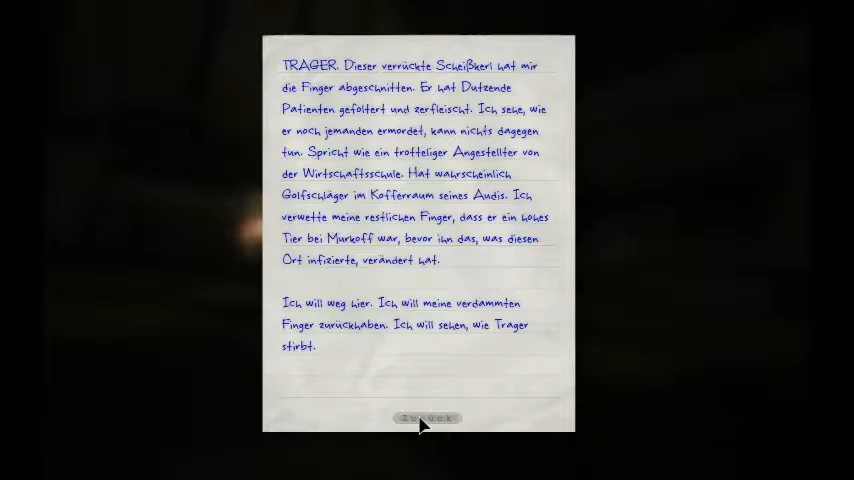 TRAGER. Dieser verrückte Scheißkerl hat mir
die Finger abgeschnitten. Er hat Dutzende
Patienten gefoltert und zerfleischt. Ich sehe, wie
er noch jemanden ermordet, kann nichts dagegen
tun. Spricht wie ein trotteliger Angestellter von
der Wirtschaftsschule. Hat wahrscheinlich
Golfschläger im Kofferraum seines Audis. Ich
verwette meine restlichen Finger, dass er ein hohes
Tier bei Murkoff war, bevor ihn das, was diesen
Ort infizierte, verändert hat.
Ich will weg hier. Ich will meine verdammten
Finger zurückhaben. Ich will sehen, wie Trager
stirbt.
Zurück